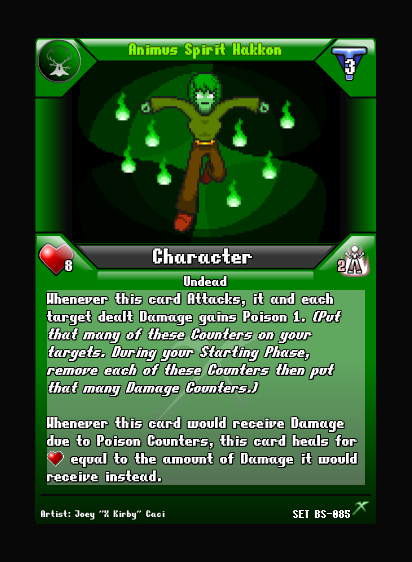 Animus Spirit Hakkon
3
8
Character
2
Undead
Whenever this card Attacks, it and each
target dealt Damage gains Poison 1. (Put
that many of these Counters on your
targets. During your Starting Phase,
remove each of these Counters then put
that many Damage Counters.)
Whenever this card would receive Damage
due to Poison Counters, this card heals for
equal to the amount of Damage it would
receive instead.
Artist: Joey "X Kirby" Caci
SET BS-085